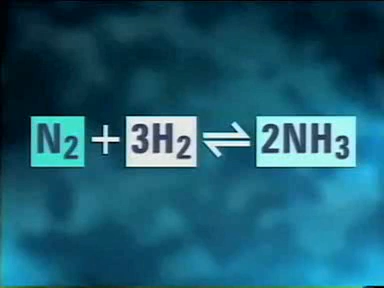 N₂ + 3H₂ ⇌ 2NH₃